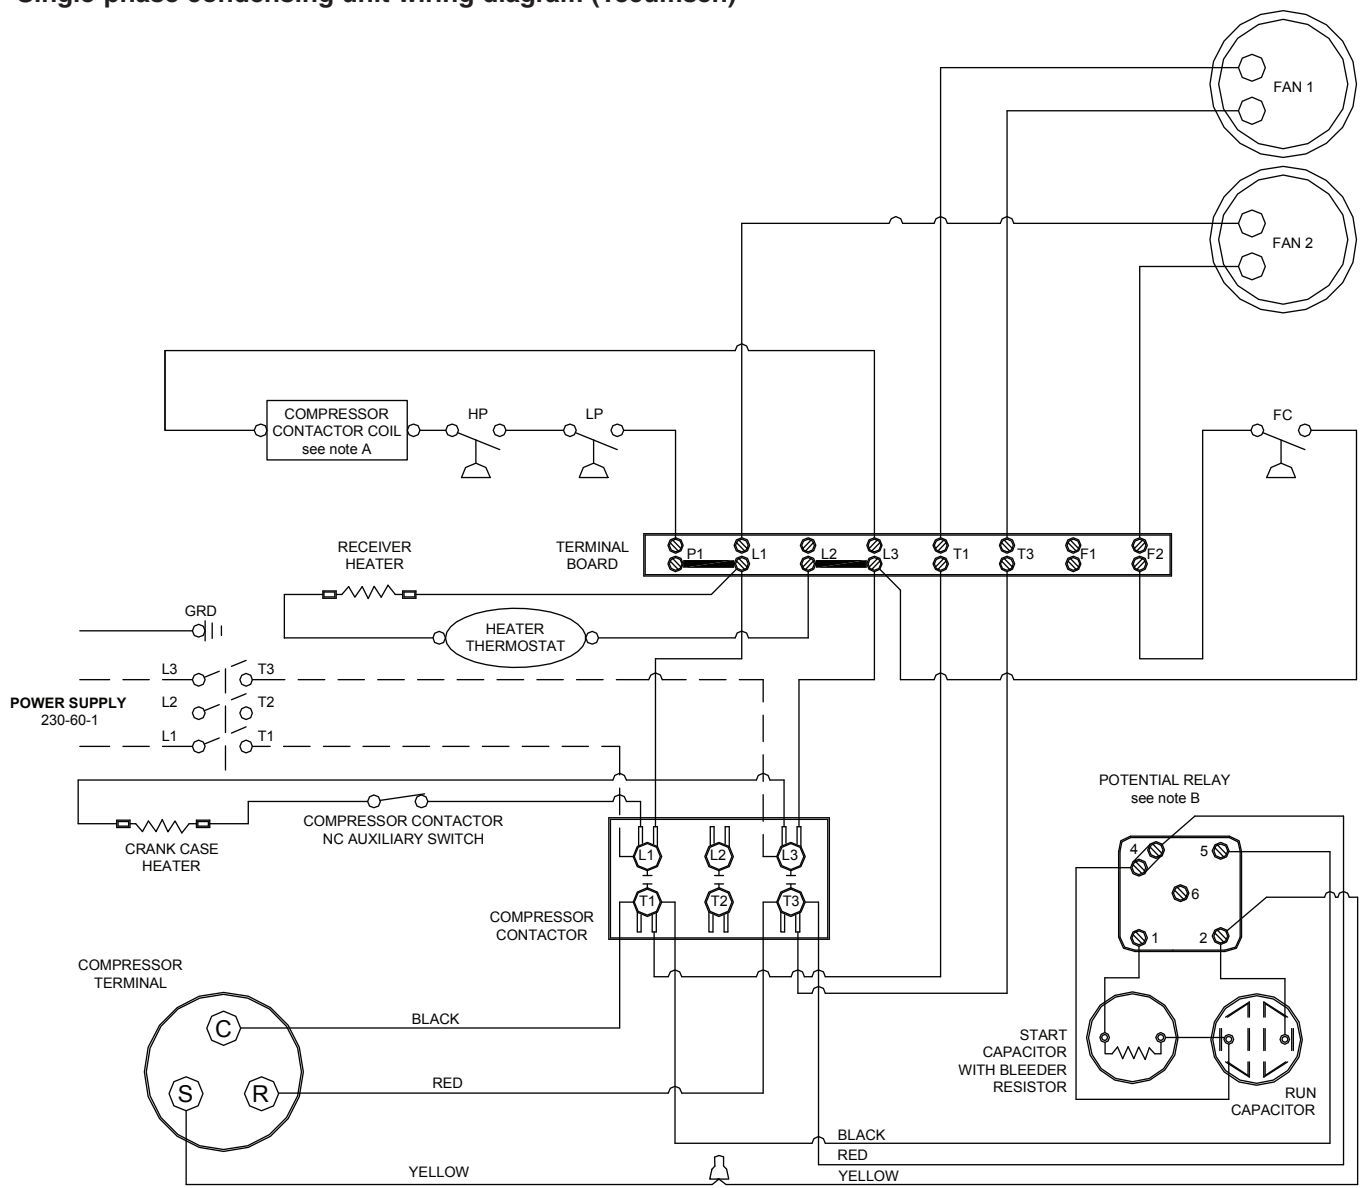 Single phase condensing unit wiring diagram (Tecumseh)
FAN 1
FAN 2
COMPRESSOR
CONTACTOR COIL
see note A
HP
LP
FC
RECEIVER
HEATER
TERMINAL
BOARD
P1
L1
L2
L3
T1
T3
F1
F2
HEATER
THERMOSTAT
GRD
L3
T3
POWER SUPPLY
230-60-1
L2
T2
L1
T1
CRANK CASE
HEATER
COMPRESSOR CONTACTOR
NC AUXILIARY SWITCH
L1
L2
L3
T1
T2
T3
COMPRESSOR
CONTACTOR
POTENTIAL RELAY
see note B
4
5
6
1
2
COMPRESSOR
TERMINAL
C
S
R
BLACK
RED
YELLOW
START
CAPACITOR
WITH BLEEDER
RESISTOR
RUN
CAPACITOR
BLACK
RED
YELLOW